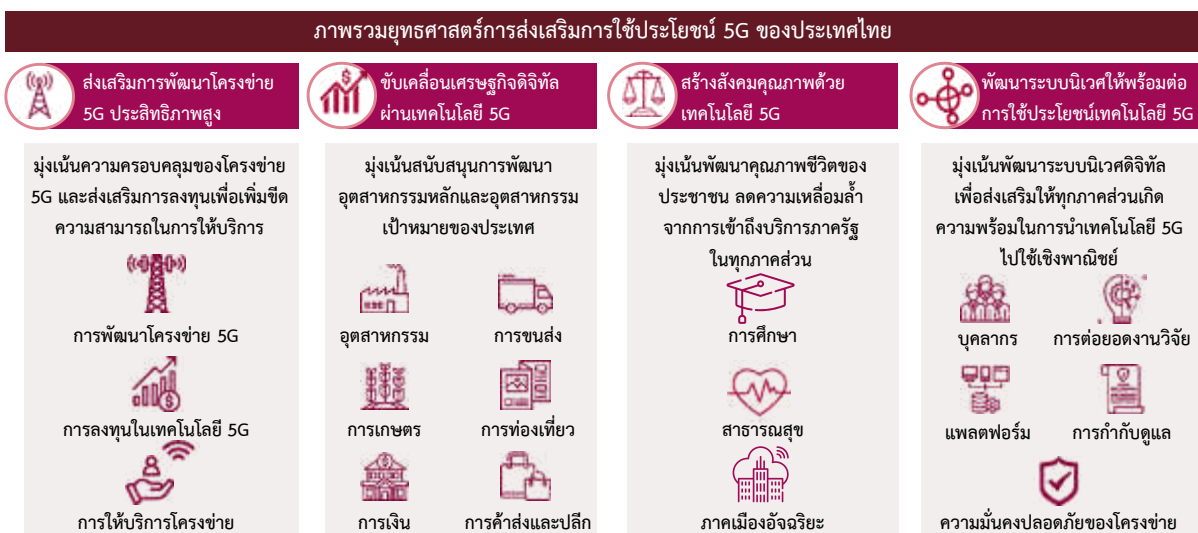 ภาพรวมยุทธศาสตร์การส่งเสริมการใช้ประโยชน์ 5G ของประเทศไทย
ส่งเสริมการพัฒนาโครงข่าย
5G ประสิทธิภาพสูง
มุ่งเน้นความครอบคลุมของโครงข่าย
5G และส่งเสริมการลงทุนเพื่อเพิ่มขีด
ความสามารถในการให้บริการ
การพัฒนาโครงข่าย 5G
การลงทุนในเทคโนโลยี 5G
การให้บริการโครงข่าย
ขับเคลื่อนเศรษฐกิจดิจิทัล
ผ่านเทคโนโลยี 5G
มุ่งเน้นสนับสนุนการพัฒนา
อุตสาหกรรมหลักและอุตสาหกรรม
เป้าหมายของประเทศ
อุตสาหกรรม การขนส่ง
การเกษตร การท่องเที่ยว
การเงิน การค้าส่งและปลีก
สร้างสังคมคุณภาพด้วย
เทคโนโลยี 5G
มุ่งเน้นพัฒนาคุณภาพชีวิตของ
ประชาชน ลดความเหลื่อมล้ำ
จากการเข้าถึงบริการภาครัฐ
ในทุกภาคส่วน
การศึกษา
สาธารณสุข
ภาคเมืองอัจฉริยะ
พัฒนาระบบนิเวศให้พร้อมต่อ
การใช้ประโยชน์เทคโนโลยี 5G
มุ่งเน้นพัฒนาระบบนิเวศดิจิทัล
เพื่อส่งเสริมให้ทุกภาคส่วนเกิด
ความพร้อมในการนำเทคโนโลยี 5G
ไปใช้เชิงพาณิชย์
บุคลากร การต่อยอดงานวิจัย
แพลตฟอร์ม การกำกับดูแล
ความมั่นคงปลอดภัยของโครงข่าย